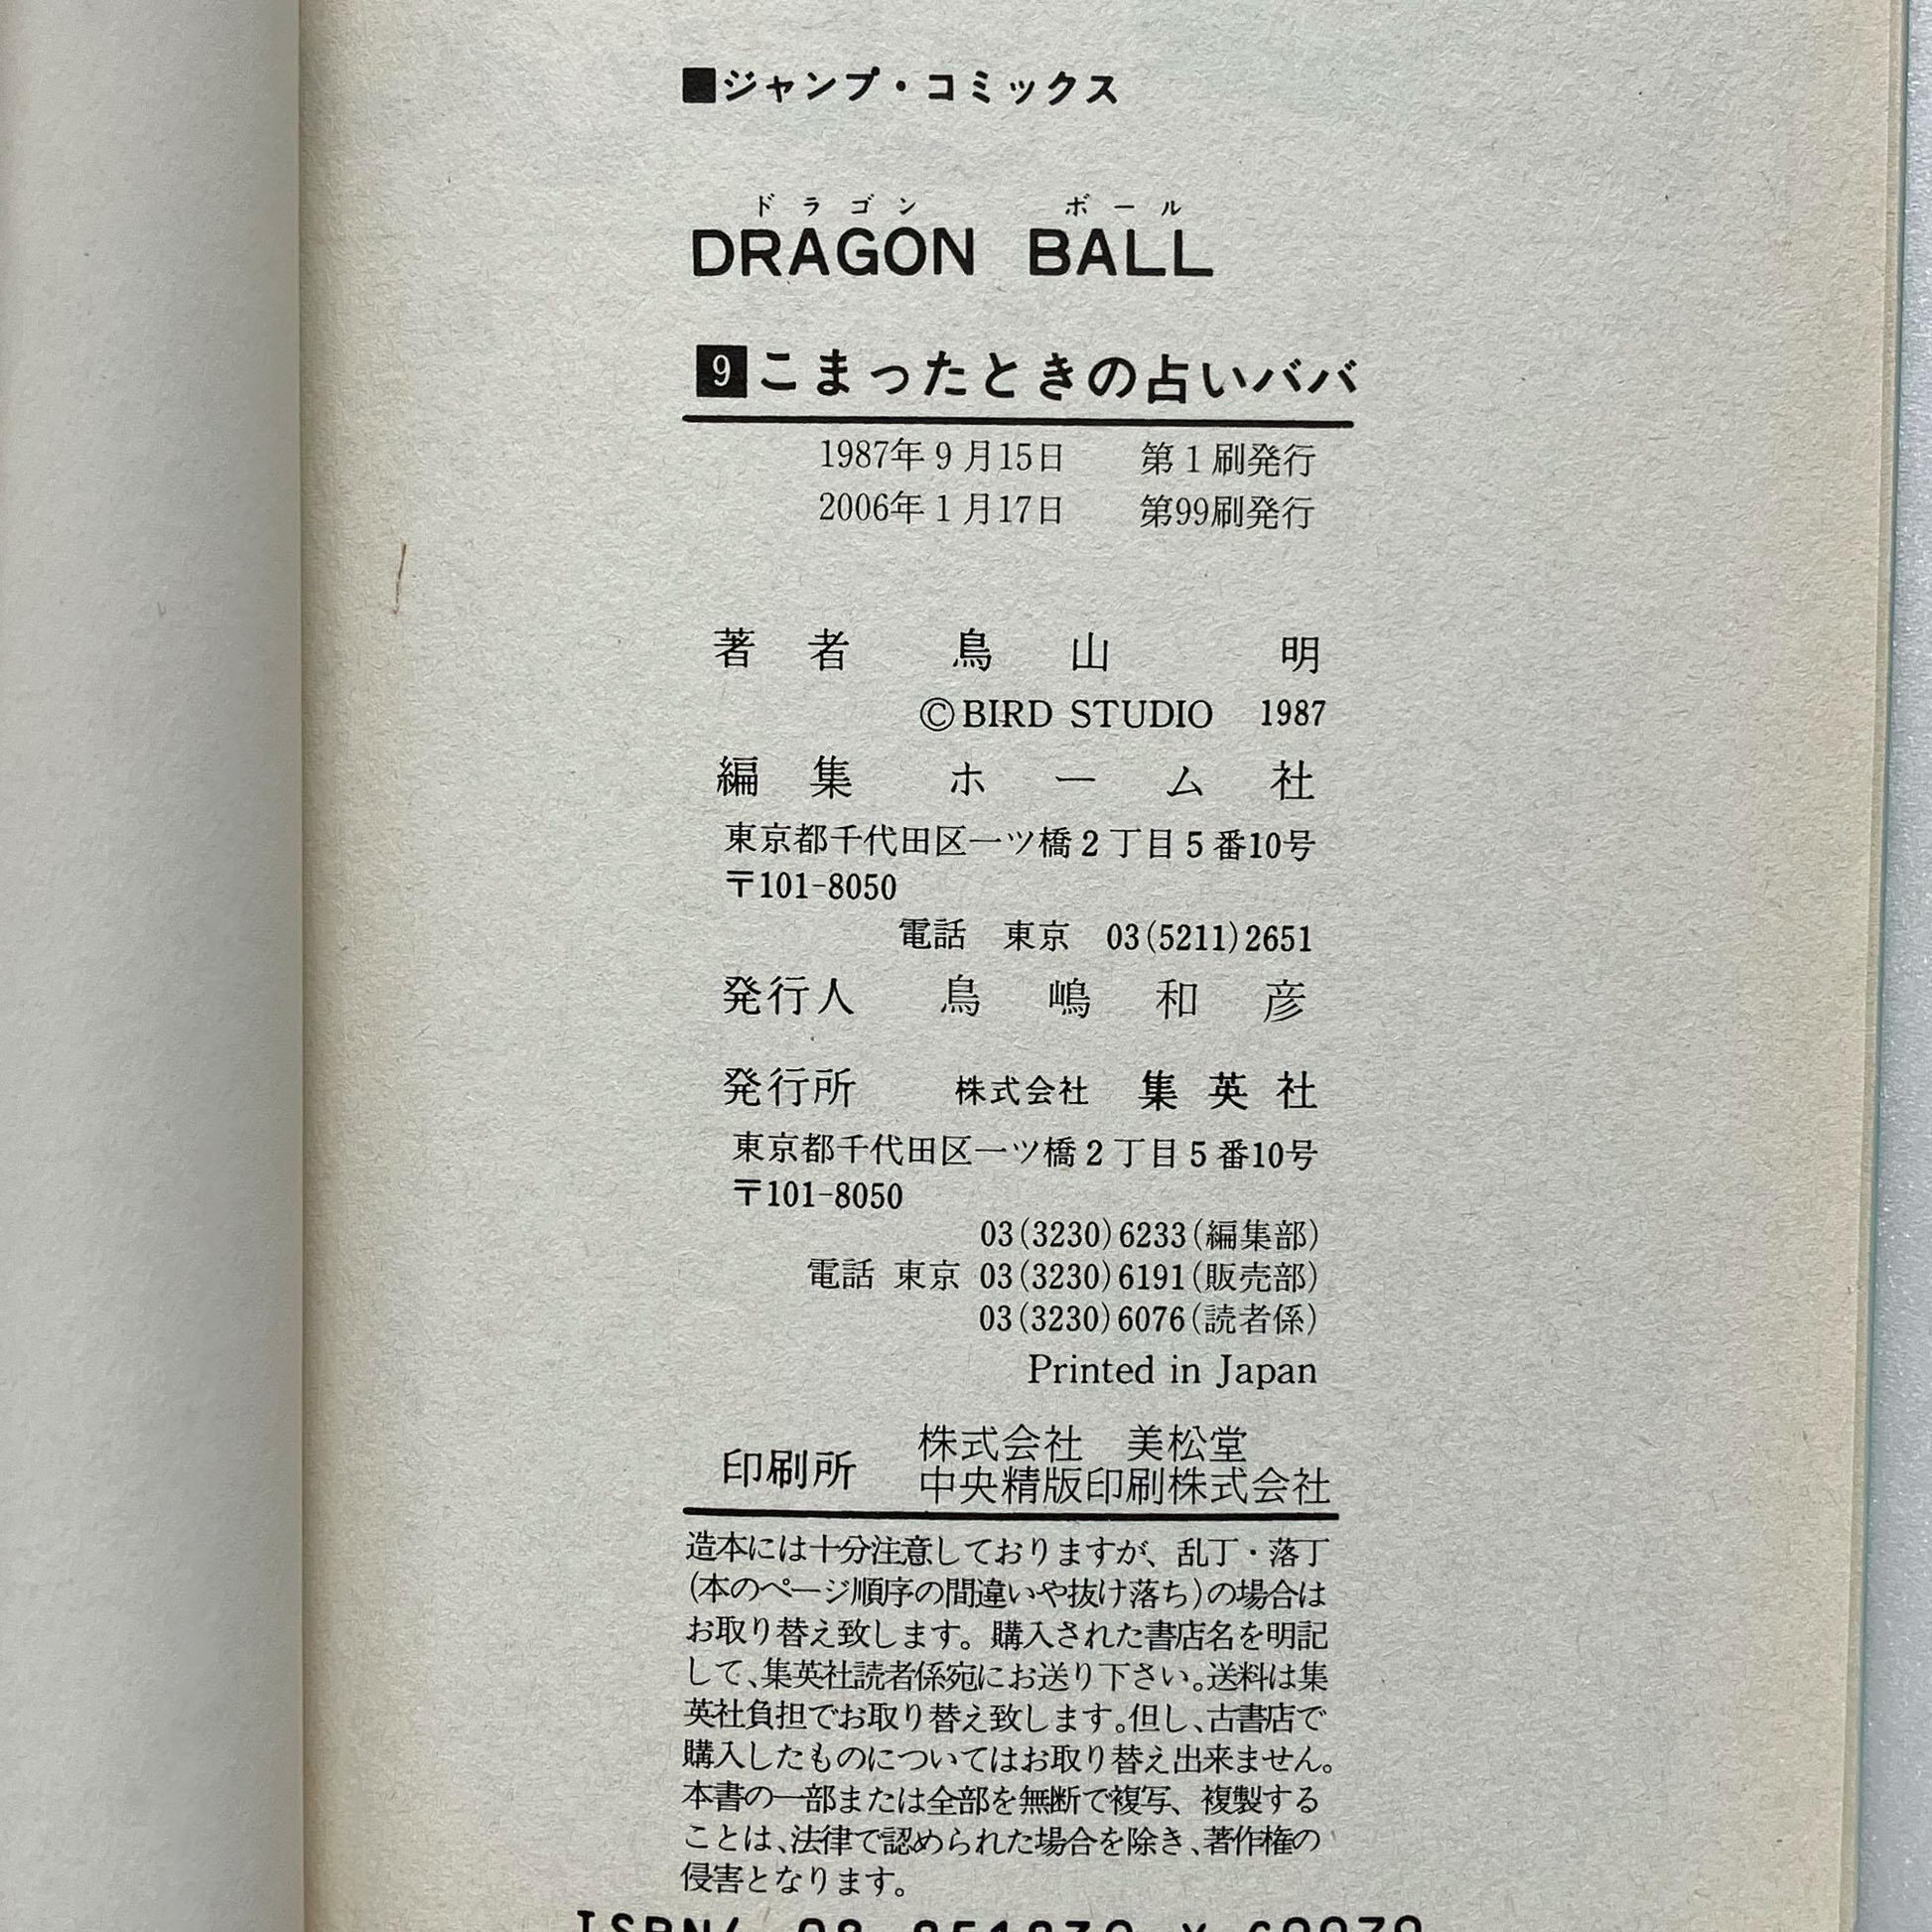 ■ジャンプ・コミックス
ドラゴン ボール
DRAGON BALL
9 こまったときの占いババ
1987年9月15日 第1刷発行
2006年1月17日 第99刷発行
著者 鳥山 明
©BIRD STUDIO 1987
編集 ホーム社
東京都千代田区一ツ橋2丁目5番10号
〒101-8050
電話 東京 03(5211)2651
発行人 鳥嶋和彦
発行所 株式会社 集英社
東京都千代田区一ツ橋2丁目5番10号
〒101-8050
03(3230)6233(編集部)
電話 東京 03(3230)6191(販売部)
03(3230)6076(読者係)
Printed in Japan
印刷所 株式会社 美松堂
中央精版印刷株式会社
造本には十分注意しておりますが、乱丁・落丁
(本のページ順序の間違いや抜け落ち)の場合は
お取り替え致します。購入された書店名を明記
して、集英社読者係宛にお送り下さい。送料は集
英社負担でお取り替え致します。但し、古書店で
購入したものについてはお取り替え出来ません。
本書の一部または全部を無断で複写、複製する
ことは、法律で認められた場合を除き、著作権の
侵害となります。